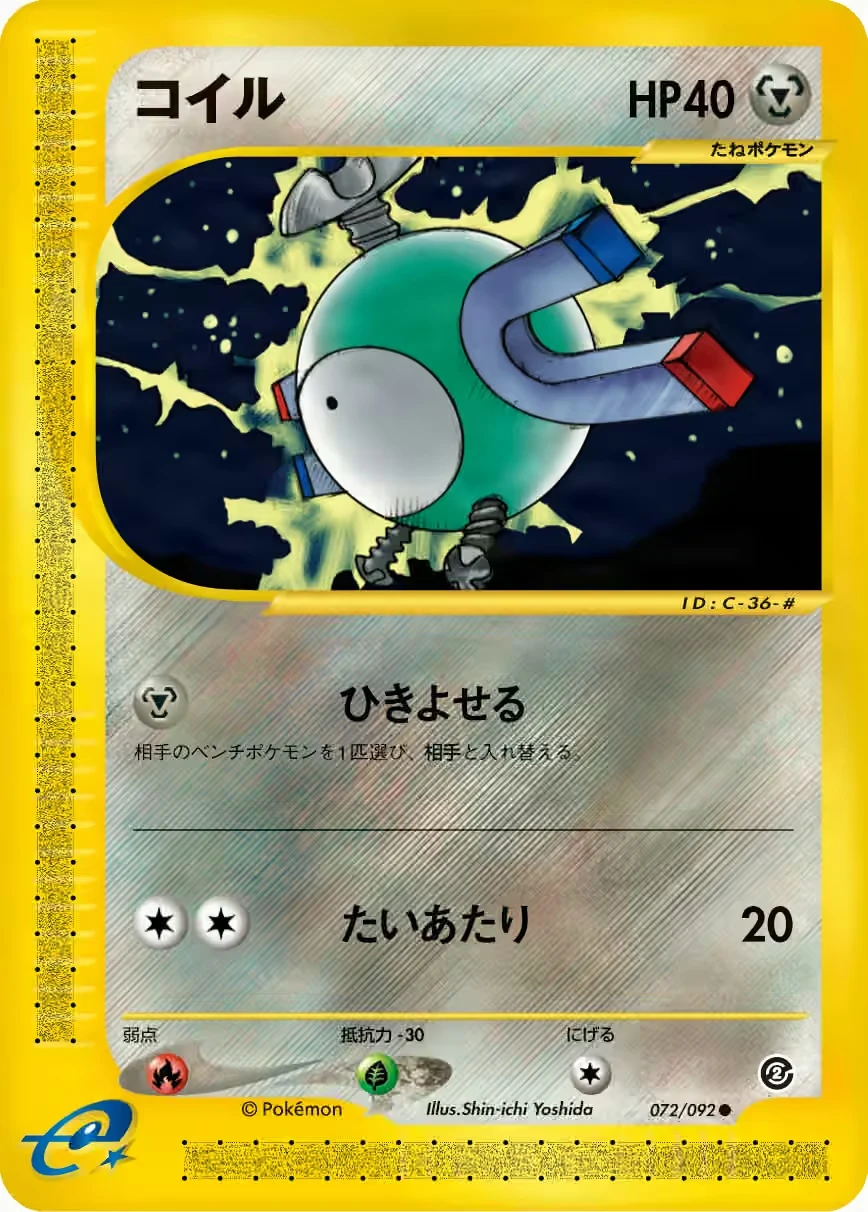 コイル HP40
たねポケモン
ID:C-36-#
ひきよせる
相手のベンチポケモンを1匹選び、相手と入れ替える。
たいあたり 20
弱点 抵抗力 -30 にげる
2
© Pokémon Illus.Shin-ichi Yoshida 072/092●
e